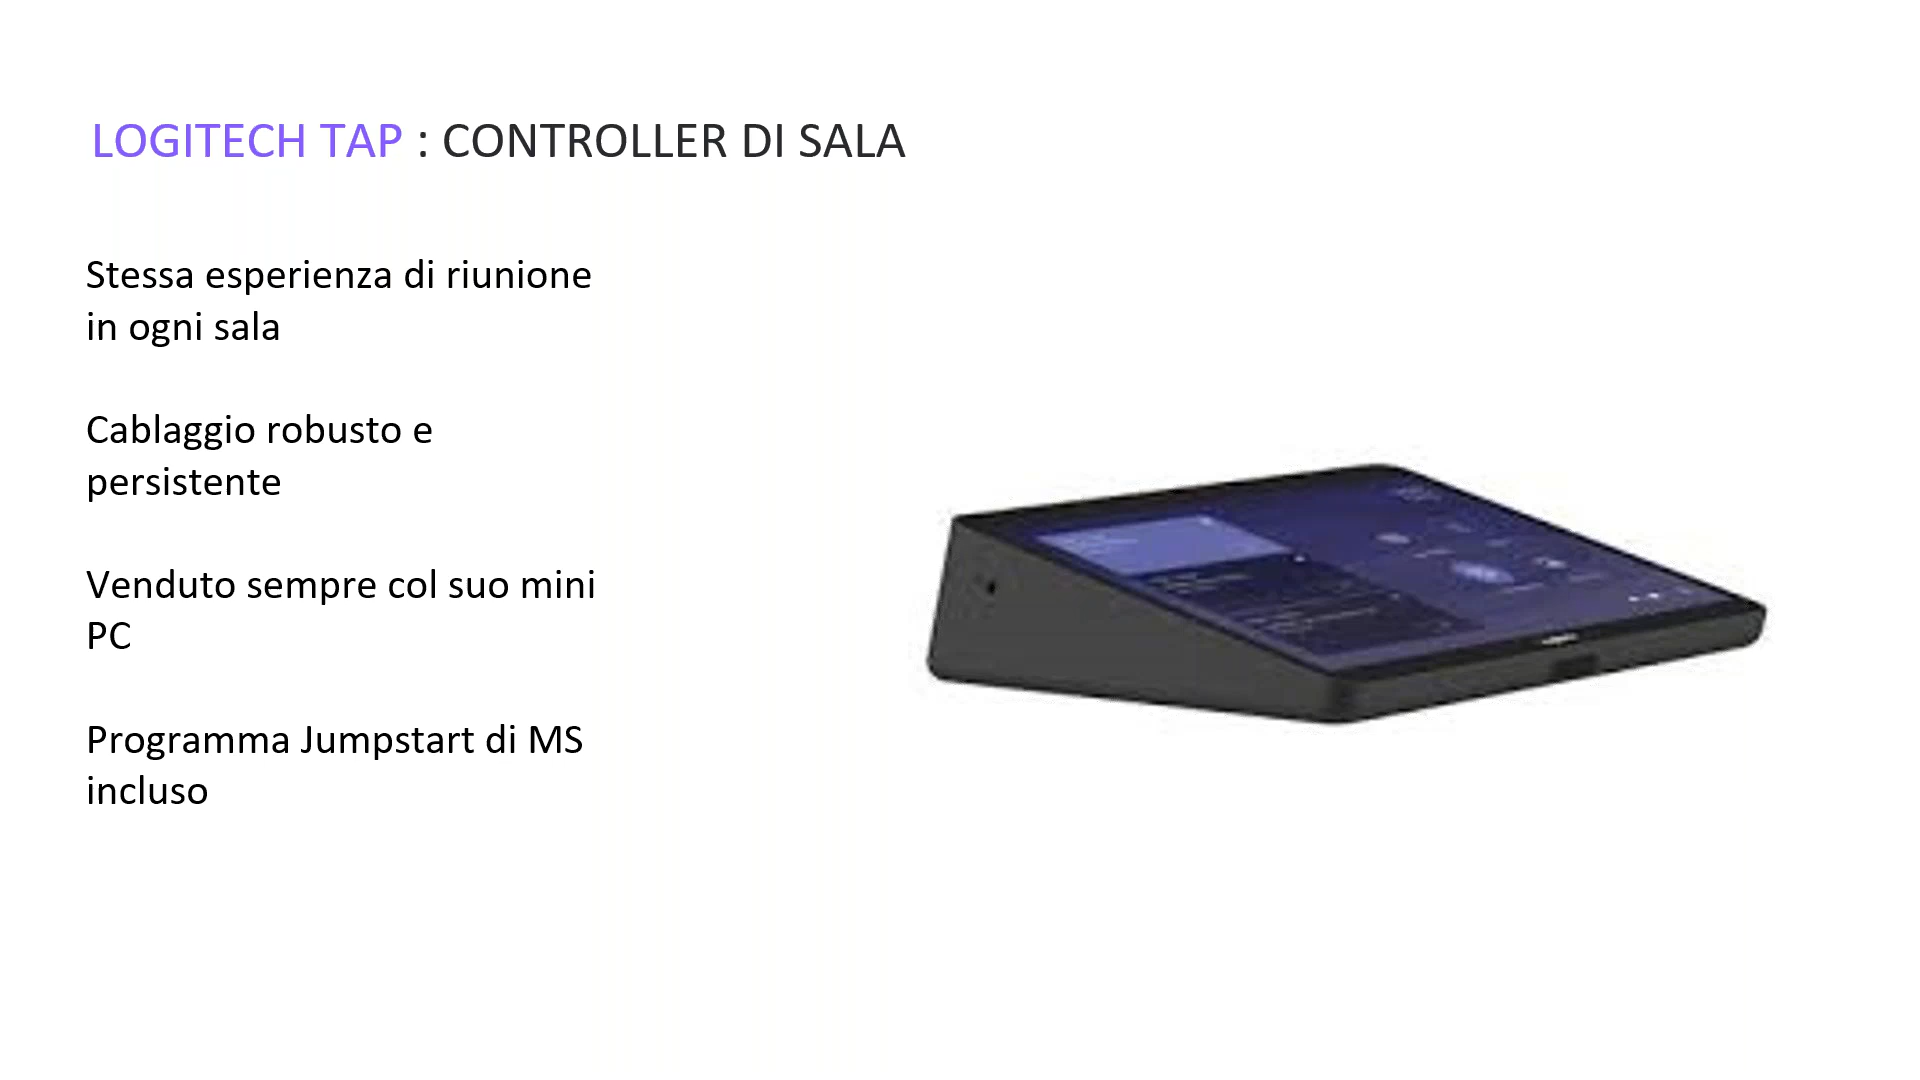 LOGITECH TAP : CONTROLLER DI SALA
Stessa esperienza di riunione
in ogni sala
Cablaggio robusto e
persistente
Venduto sempre col suo mini
PC
Programma Jumpstart di MS
incluso